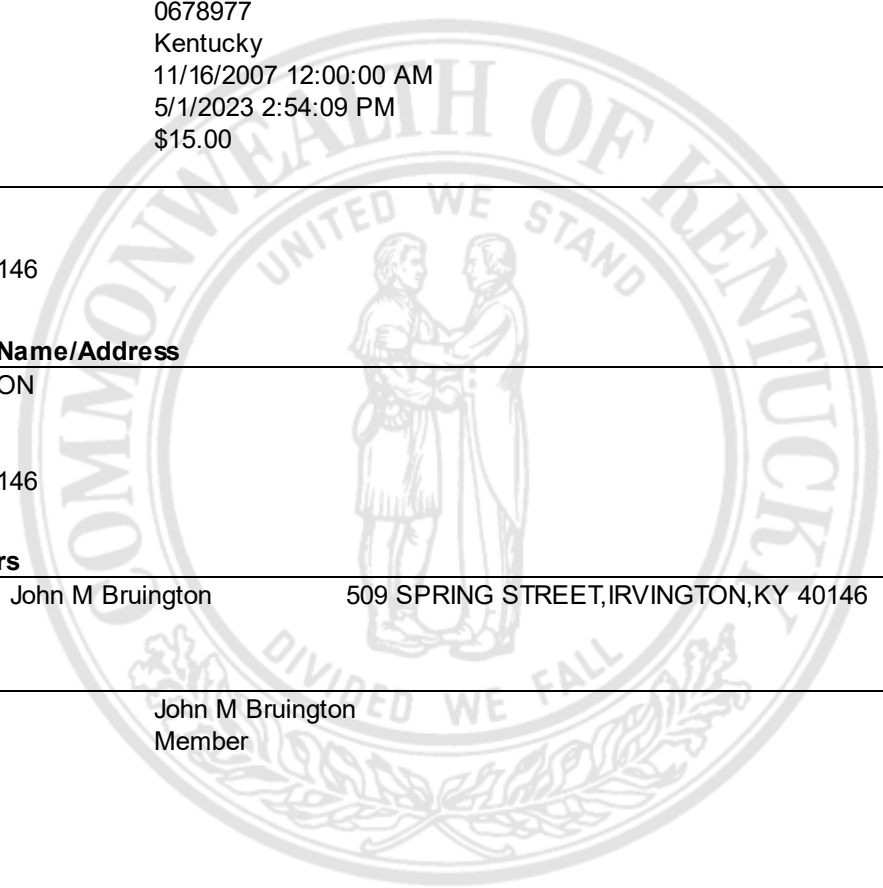 0678977
Kentucky
11/16/2007 12:00:00 AM
5/1/2023 2:54:09 PM
$15.00
146
Name/Address
ON
146
rs
John M Bruington 509 SPRING STREET,IRVINGTON,KY 40146
John M Bruington
Member
COMMONWEALTH OF KENTUCKY
UNITED WE STAND
DIVIDED WE FALL